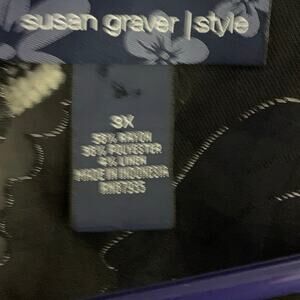 susan graver | style
3X
58% RAYON
38% POLYESTER
4% LINEN
MADE IN INDONESIA